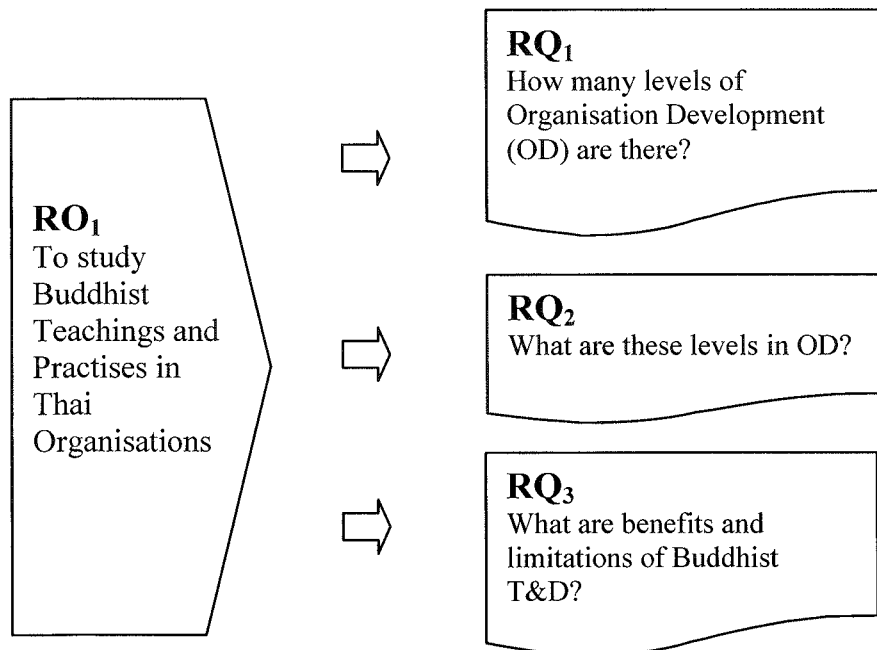 RO₁
To study
Buddhist
Teachings and
Practises in
Thai
Organisations
RQ₁
How many levels of
Organisation Development
(OD) are there?
RQ₂
What are these levels in OD?
RQ₃
What are benefits and
limitations of Buddhist
T&D?